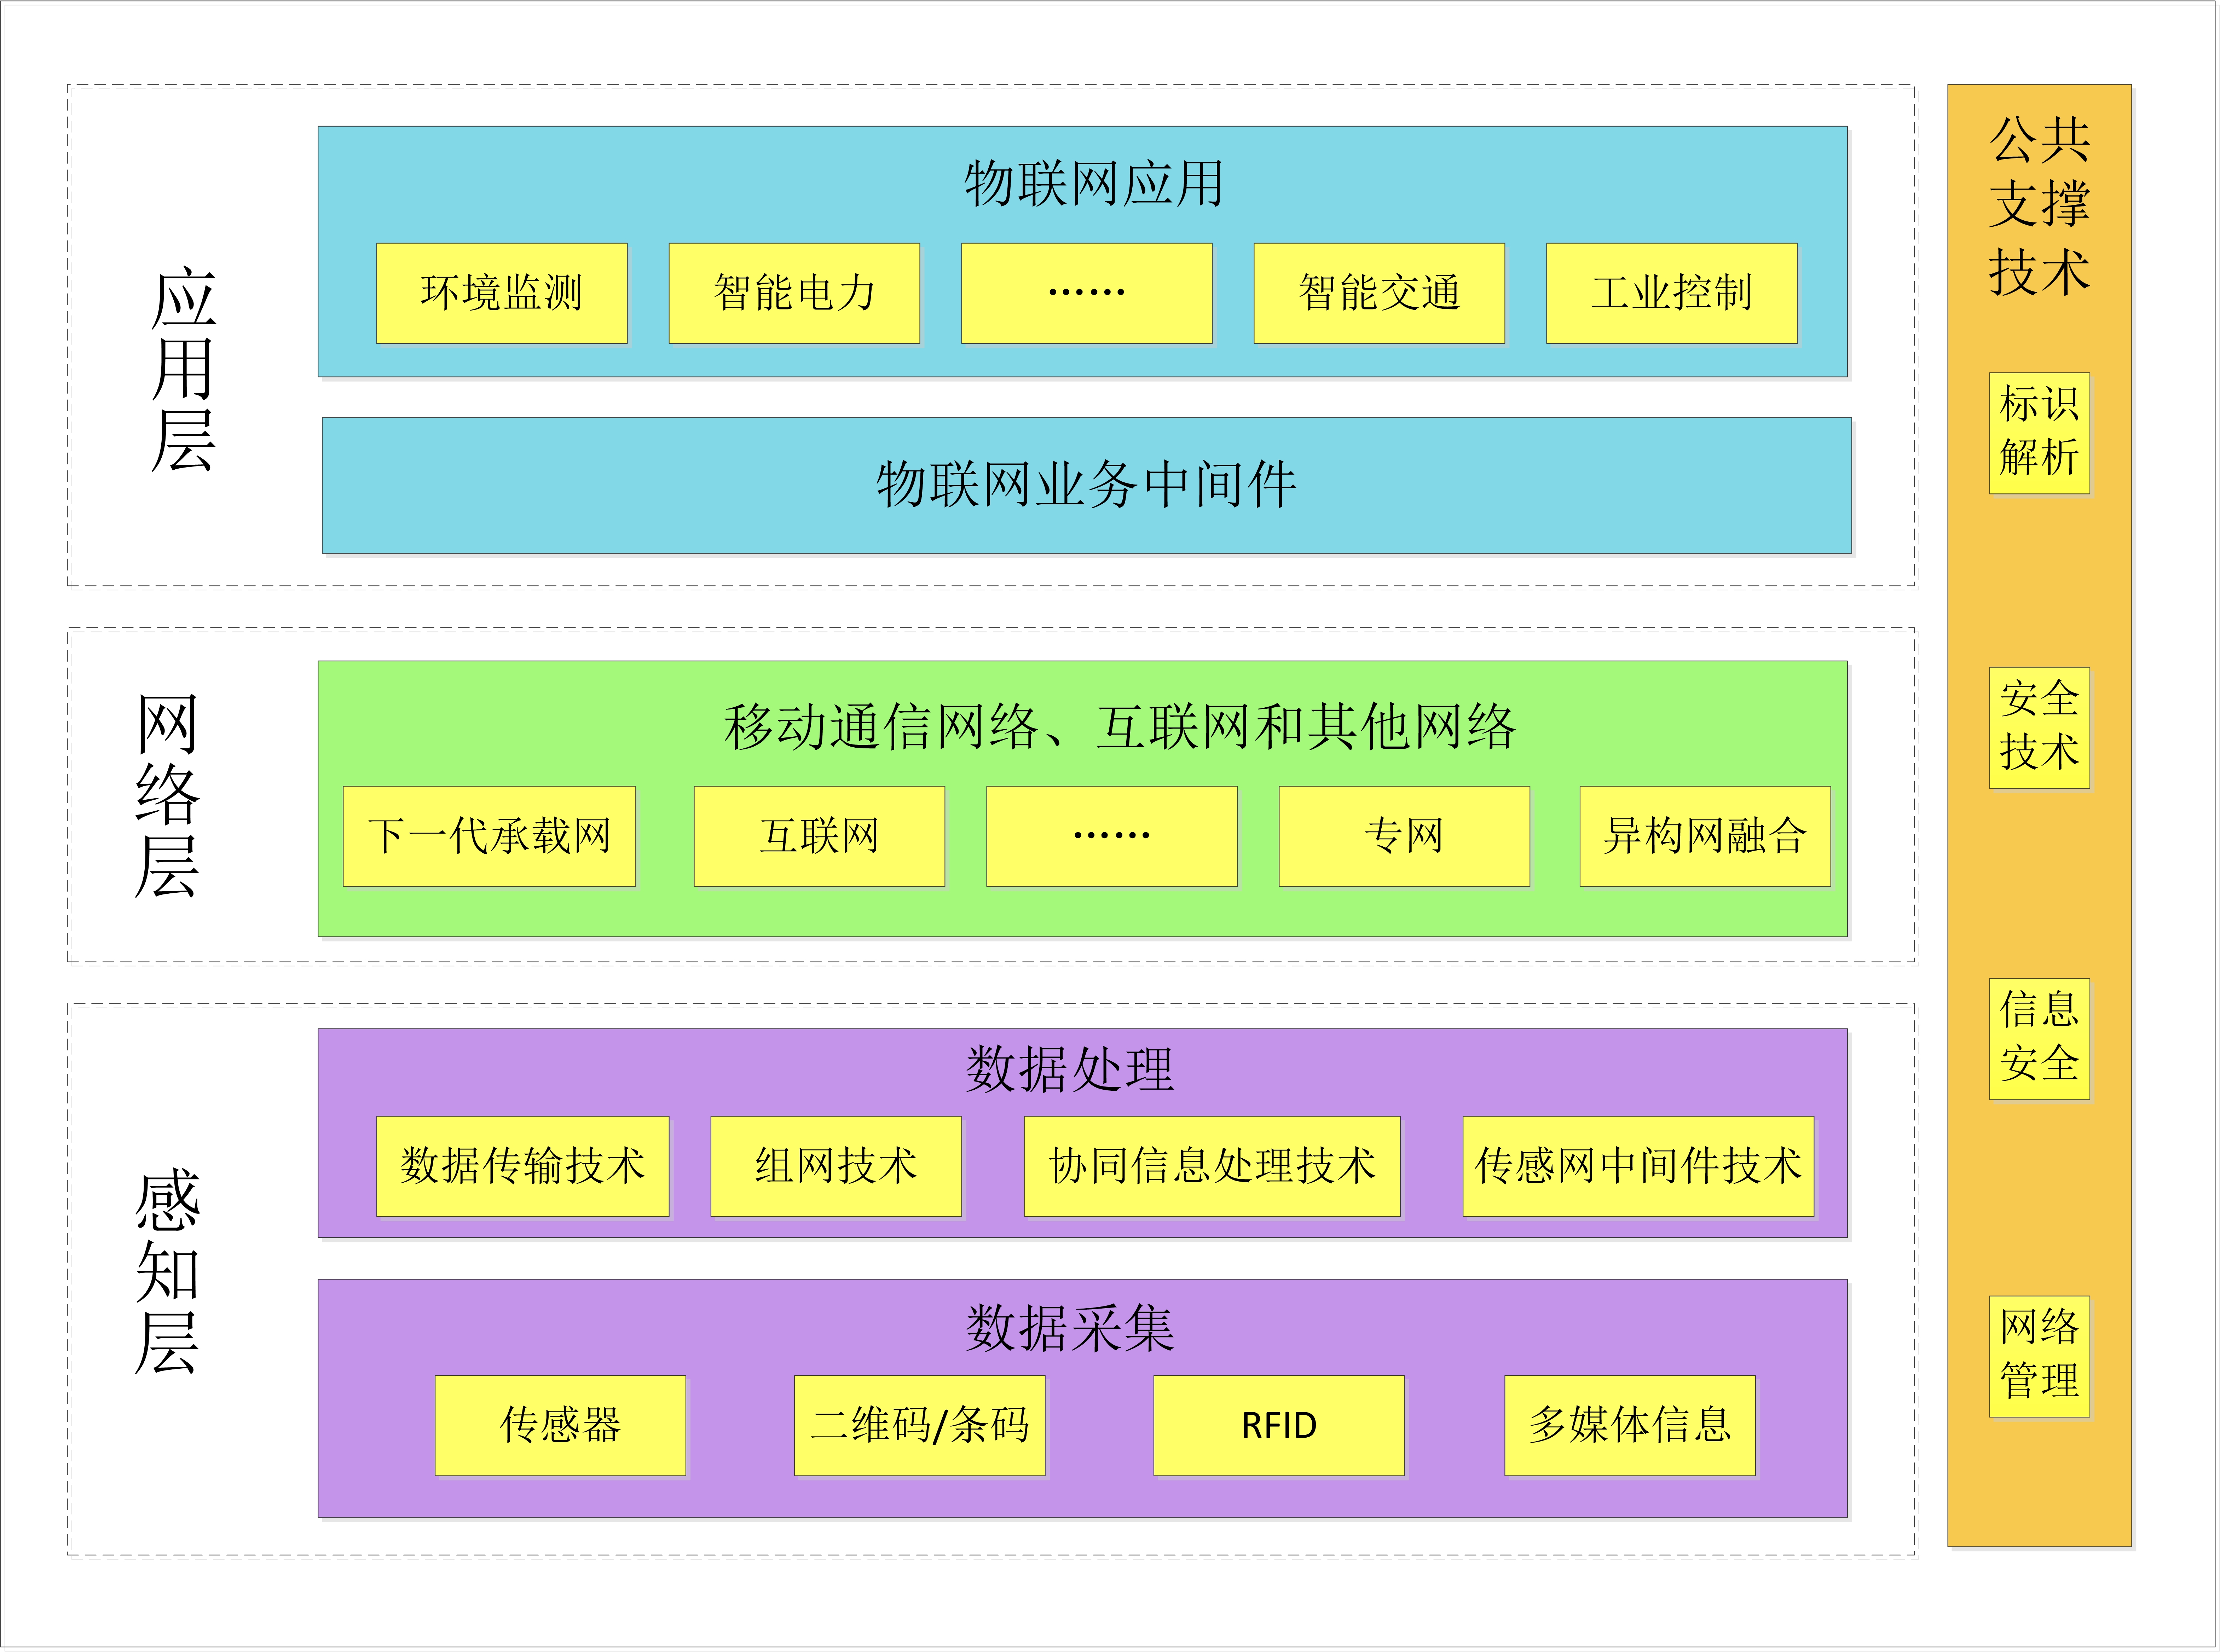 应用层
物联网应用
环境监测
智能电力
……
智能交通
工业控制
物联网业务中间件
网络层
移动通信网络、互联网和其他网络
下一代承载网
互联网
……
专网
异构网融合
感知层
数据处理
数据传输技术
组网技术
协同信息处理技术
传感网中间件技术
数据采集
传感器
二维码/条码
RFID
多媒体信息
公共
支撑
技术
标识
解析
安全
技术
信息
安全
网络
管理